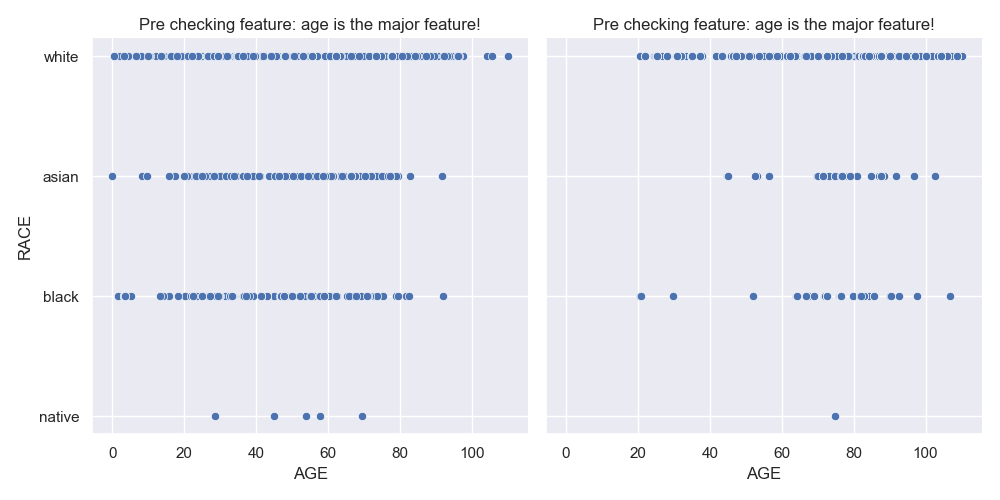 Pre checking feature: age is the major feature!
Pre checking feature: age is the major feature!
RACE
white
asian
black
native
0 20 40 60 80 100
AGE
0 20 40 60 80 100
AGE